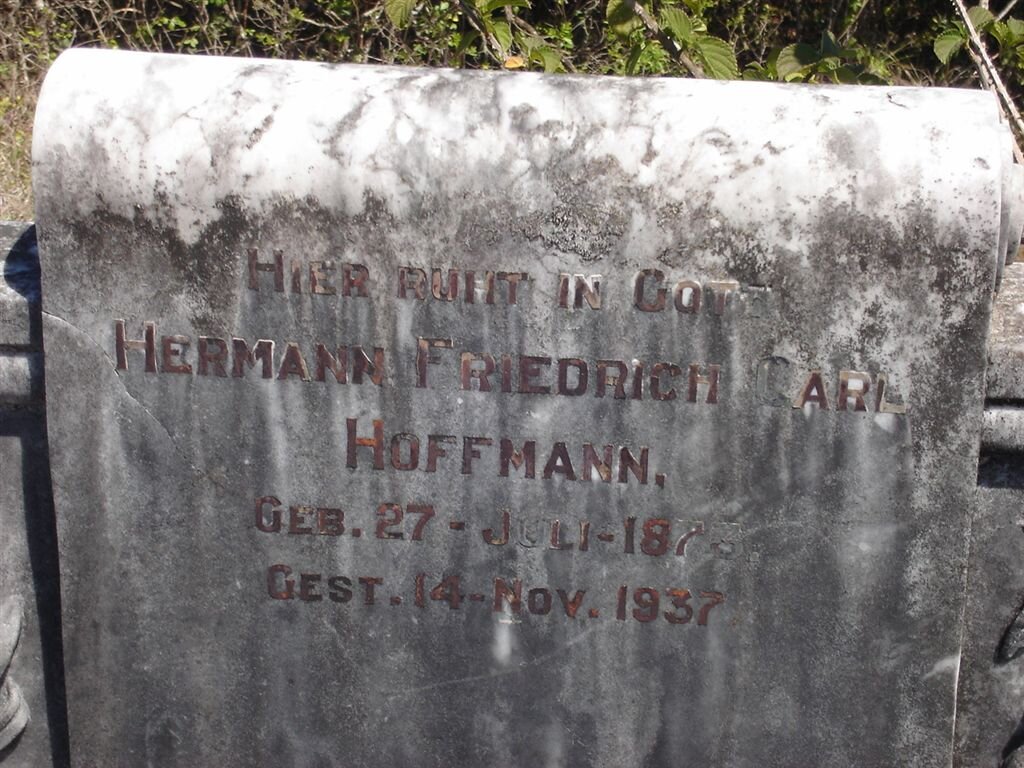 HIER RUHT IN GOTT
HERMANN FRIEDRICH CARL
HOFFMANN.
GEB. 27 - JULI -
GEST. 14 - NOV. 1937.